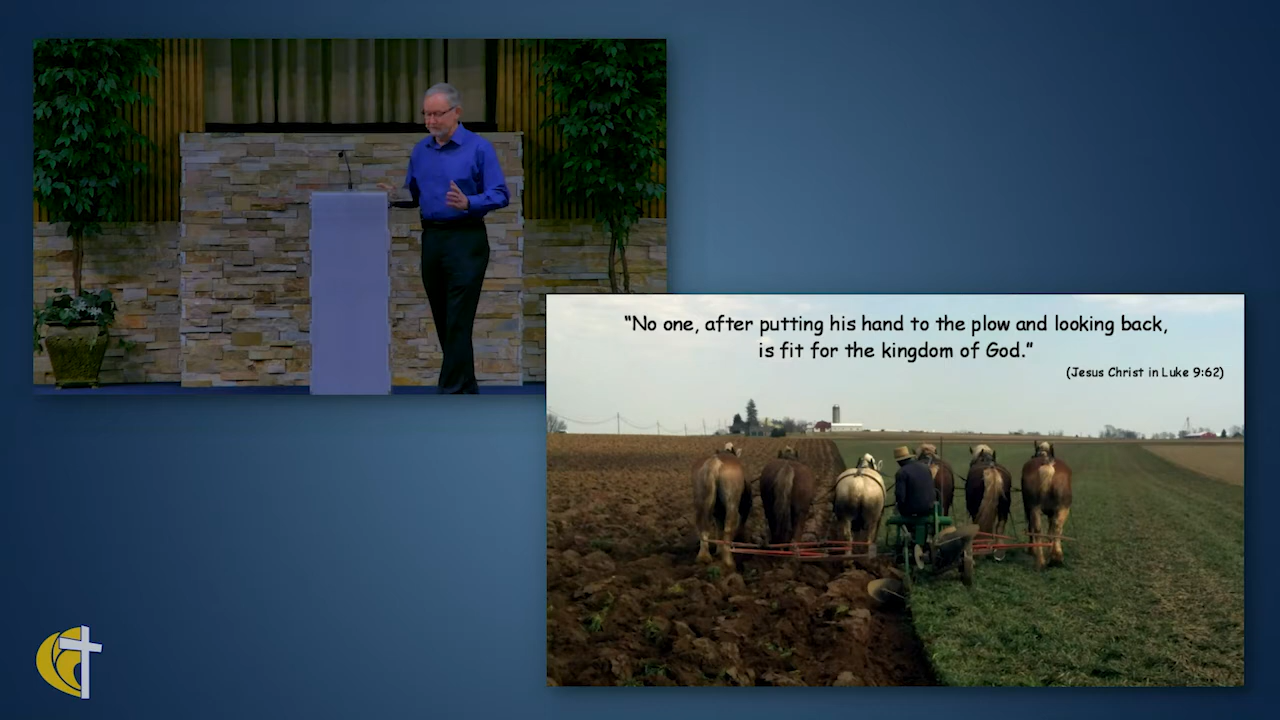 “No one, after putting his hand to the plow and looking back,
is fit for the kingdom of God.”
(Jesus Christ in Luke 9:62)